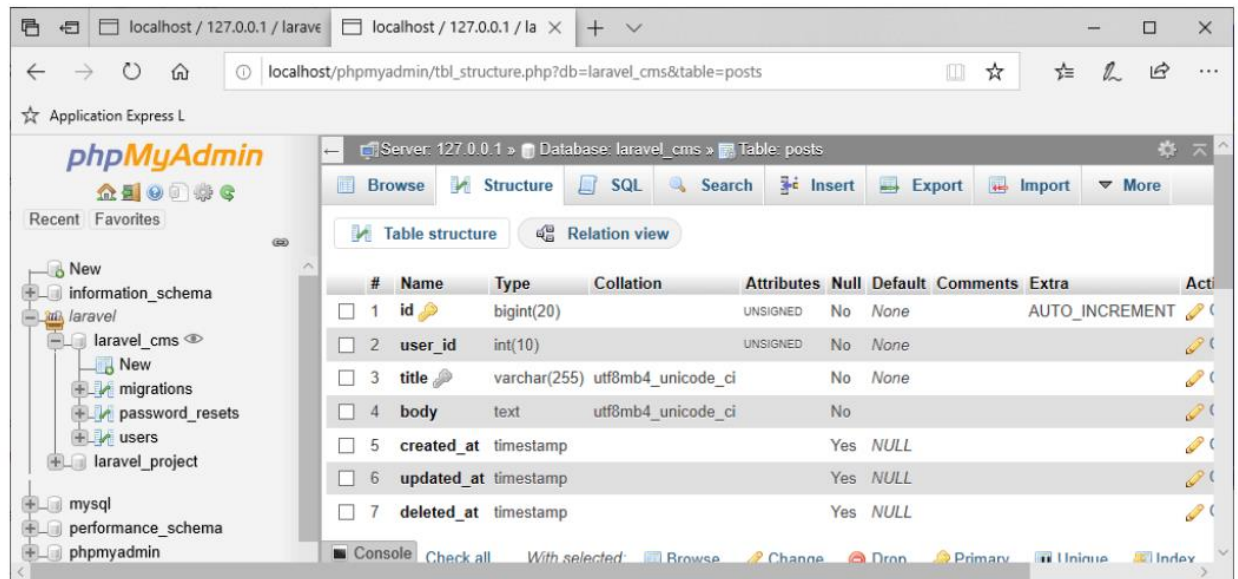 localhost / 127.0.0.1 / larave
localhost / 127.0.0.1 / la
localhost/phpmyadmin/tbl_structure.php?db=laravel_cms&table=posts
Application Express L
phpMyAdmin
Recent Favorites
New
information_schema
laravel
laravel_cms
New
migrations
password_resets
users
laravel_project
mysql
performance_schema
phpmyadmin
Server: 127.0.0.1 » Database: laravel_cms » Table: posts
Browse Structure SQL Search Insert Export Import More
Table structure Relation view
# Name Type Collation Attributes Null Default Comments Extra Acti
1 id bigint(20) UNSIGNED No None AUTO_INCREMENT
2 user_id int(10) UNSIGNED No None
3 title varchar(255) utf8mb4_unicode_ci No None
4 body text utf8mb4_unicode_ci No
5 created_at timestamp Yes NULL
6 updated_at timestamp Yes NULL
7 deleted_at timestamp Yes NULL
Console Check all With selected: Browse Change Drop Primary Unique Index